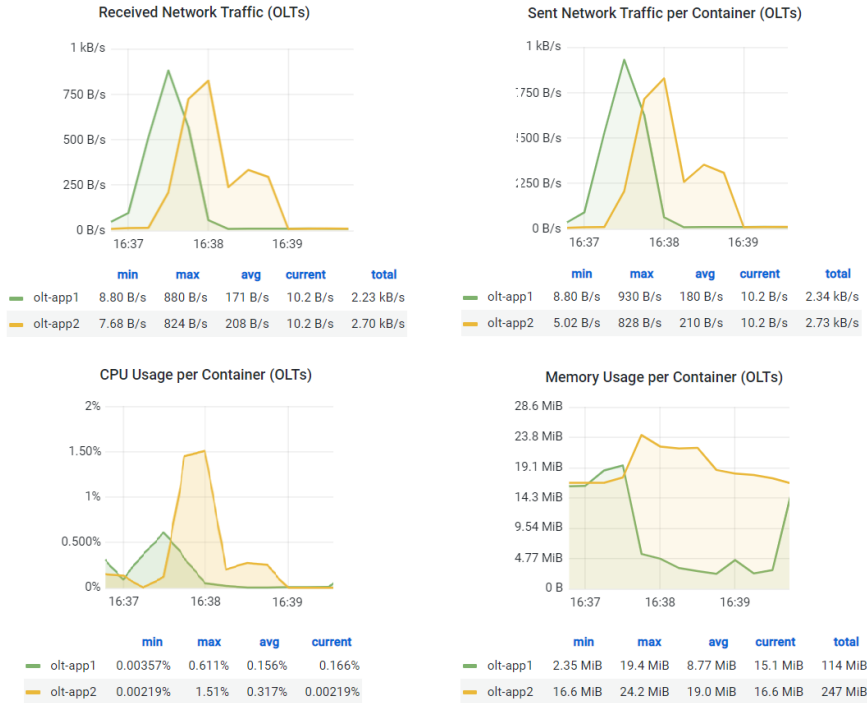 Received Network Traffic (OLTs)
1 kB/s
750 B/s
500 B/s
250 B/s
0 B/s
16:37 16:38 16:39
min max avg current total
olt-app1 8.80 B/s 880 B/s 171 B/s 10.2 B/s 2.23 kB/s
olt-app2 7.68 B/s 824 B/s 208 B/s 10.2 B/s 2.70 kB/s
Sent Network Traffic per Container (OLTs)
1 kB/s
750 B/s
500 B/s
250 B/s
0 B/s
16:37 16:38 16:39
min max avg current total
olt-app1 8.80 B/s 930 B/s 180 B/s 10.2 B/s 2.34 kB/s
olt-app2 5.02 B/s 828 B/s 210 B/s 10.2 B/s 2.73 kB/s
CPU Usage per Container (OLTs)
2%
1.50%
1%
0.500%
0%
16:37 16:38 16:39
min max avg current
olt-app1 0.00357% 0.611% 0.156% 0.166%
olt-app2 0.00219% 1.51% 0.317% 0.00219%
Memory Usage per Container (OLTs)
28.6 MiB
23.8 MiB
19.1 MiB
14.3 MiB
9.54 MiB
4.77 MiB
0 B
16:37 16:38 16:39
min max avg current total
olt-app1 2.35 MiB 19.4 MiB 8.77 MiB 15.1 MiB 114 MiB
olt-app2 16.6 MiB 24.2 MiB 19.0 MiB 16.6 MiB 247 MiB